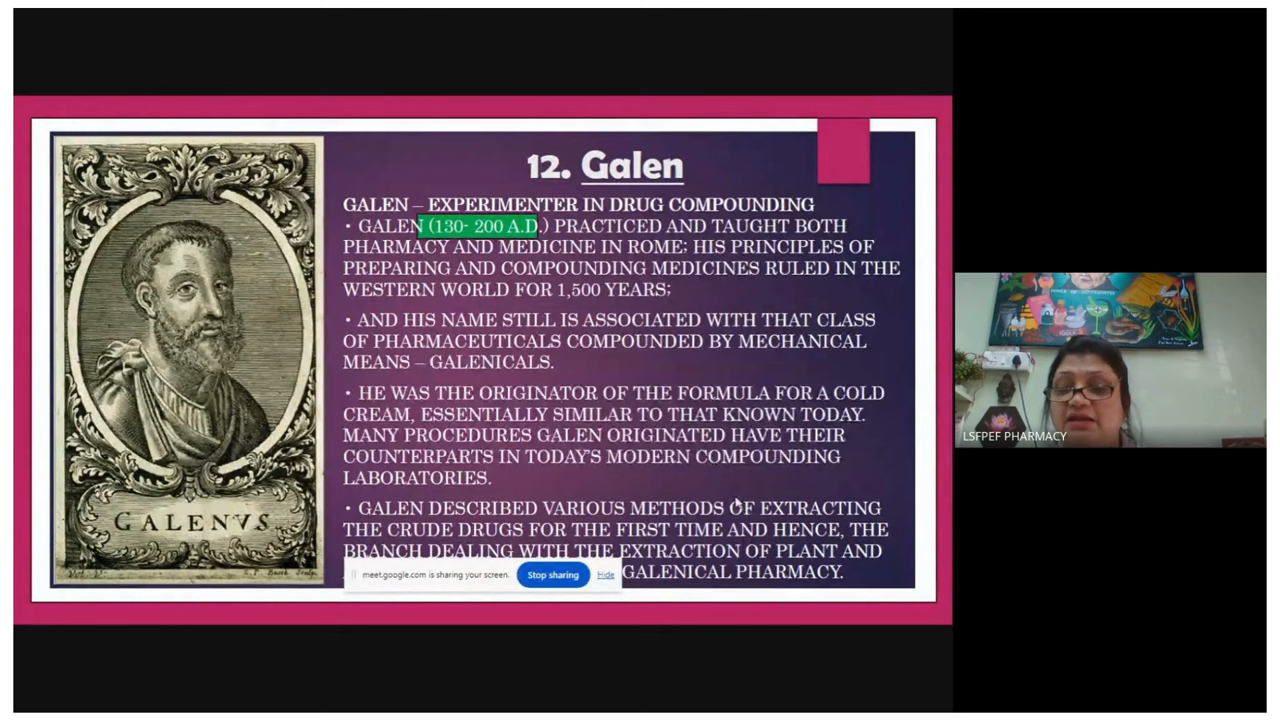 12. Galen
GALEN – EXPERIMENTER IN DRUG COMPOUNDING
• GALEN (130- 200 A.D.) PRACTICED AND TAUGHT BOTH
PHARMACY AND MEDICINE IN ROME; HIS PRINCIPLES OF
PREPARING AND COMPOUNDING MEDICINES RULED IN THE
WESTERN WORLD FOR 1,500 YEARS;
• AND HIS NAME STILL IS ASSOCIATED WITH THAT CLASS
OF PHARMACEUTICALS COMPOUNDED BY MECHANICAL
MEANS – GALENICALS.
• HE WAS THE ORIGINATOR OF THE FORMULA FOR A COLD
CREAM, ESSENTIALLY SIMILAR TO THAT KNOWN TODAY.
MANY PROCEDURES GALEN ORIGINATED HAVE THEIR
COUNTERPARTS IN TODAY'S MODERN COMPOUNDING
LABORATORIES.
• GALEN DESCRIBED VARIOUS METHODS OF EXTRACTING
THE CRUDE DRUGS FOR THE FIRST TIME AND HENCE, THE
BRANCH DEALING WITH THE EXTRACTION OF PLANT AND
GALENICAL PHARMACY.
meet.google.com is sharing your screen.
Stop sharing
Hide
GALENVS
LSFPEF PHARMACY